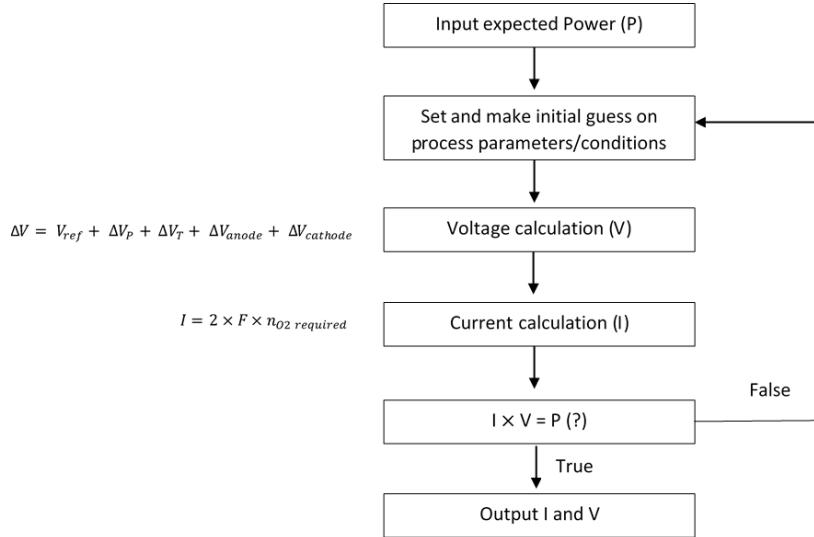 Input expected Power (P)
Set and make initial guess on
process parameters/conditions
ΔV = V_ref + ΔV_P + ΔV_T + ΔV_anode + ΔV_cathode
Voltage calculation (V)
I = 2 × F × n_O2 required
Current calculation (I)
False
I × V = P (?)
True
Output I and V